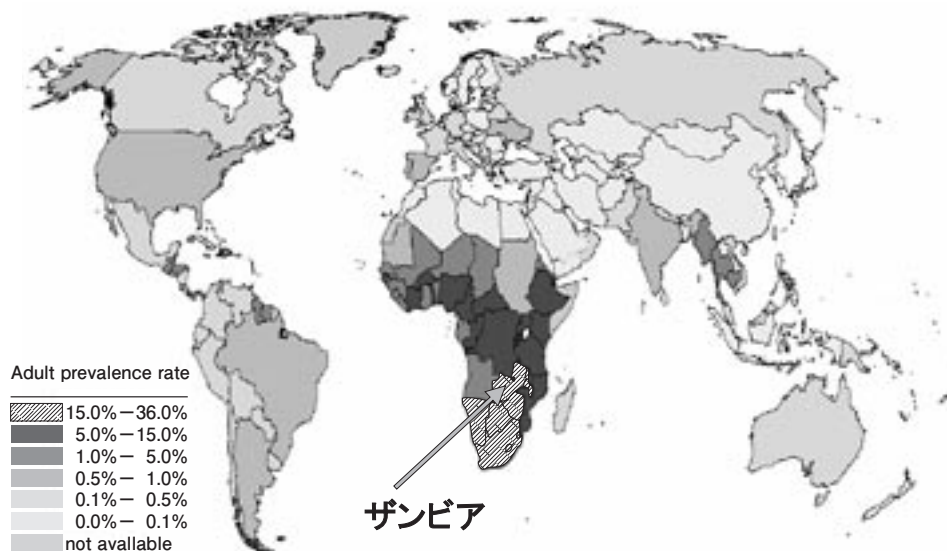 Adult prevalence rate
15.0%－36.0%
5.0%－15.0%
1.0%－ 5.0%
0.5%－ 1.0%
0.1%－ 0.5%
0.0%－ 0.1%
not avallable
ザンビア